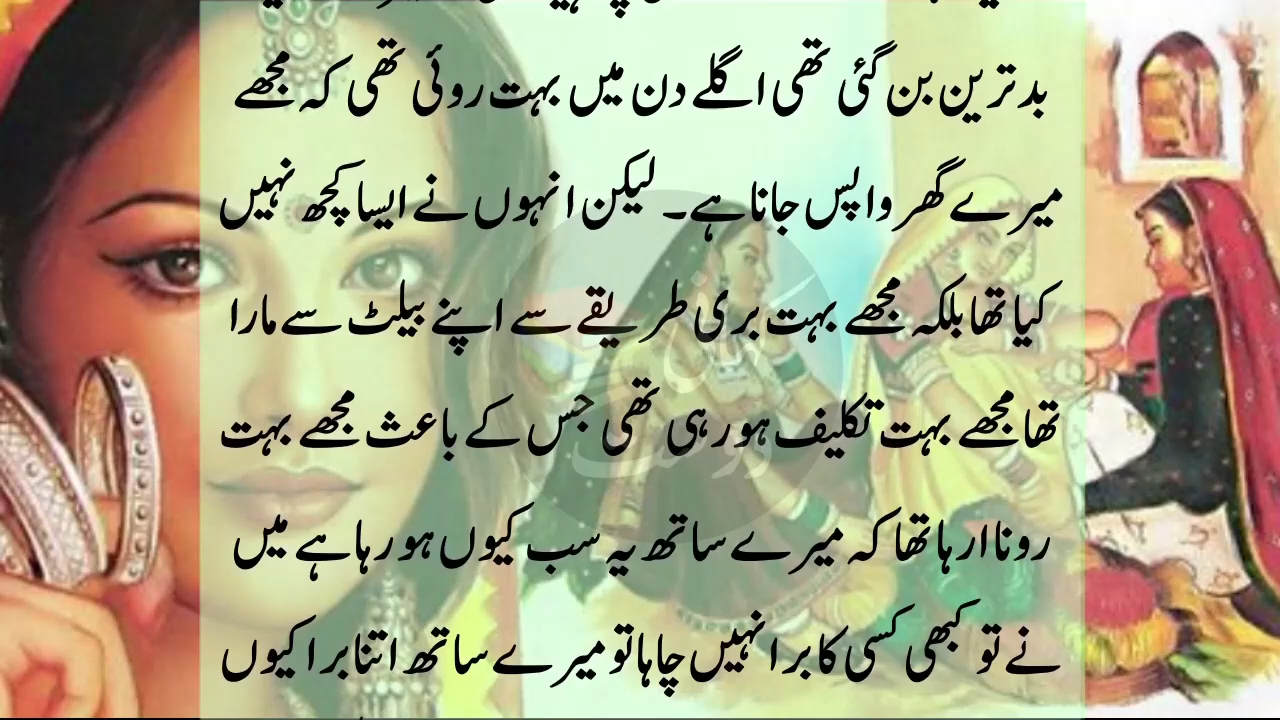 بدترین بن گئی تھی اگلے دن میں بہت روئی تھی کہ مجھے
میرے گھر واپس جانا ہے۔ لیکن انہوں نے ایسا کچھ نہیں
کیا تھا بلکہ مجھے بہت بری طریقے سے اپنے بیلٹ سے مارا
تھا مجھے بہت تکلیف ہو رہی تھی جس کے باعث مجھے بہت
رونا ارہا تھا کہ میرے ساتھ یہ سب کیوں ہو رہا ہے میں
نے تو کبھی کسی کا برا نہیں چاہا تو میرے ساتھ اتنا برا کیوں